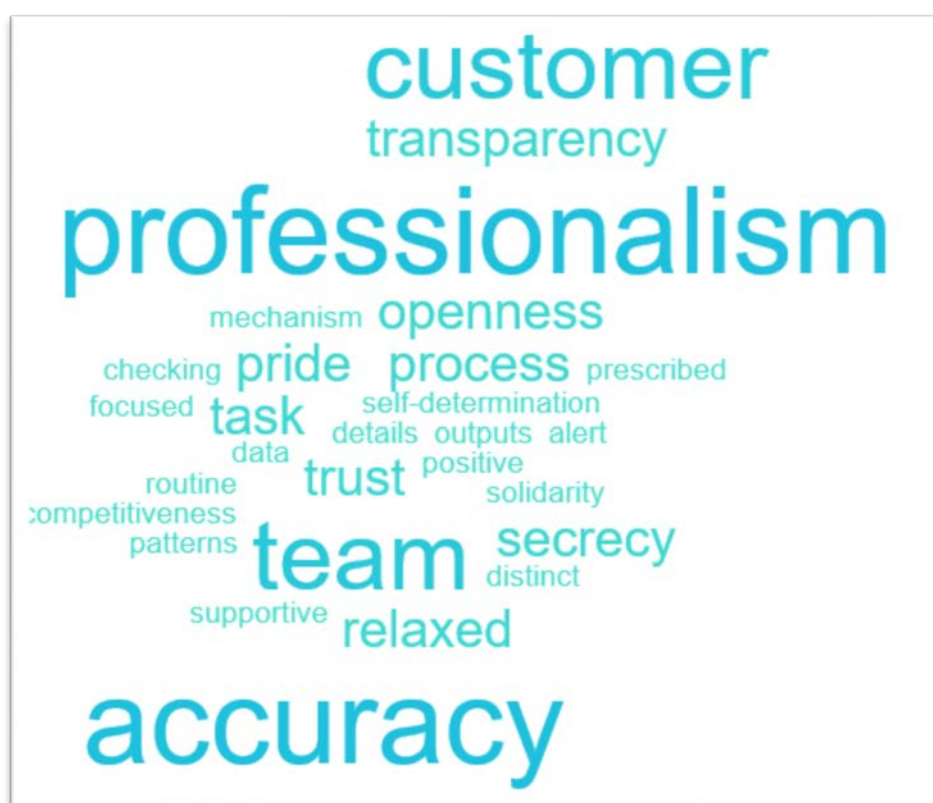 customer
transparency
professionalism
mechanism openness
checking pride process prescribed
focused task self-determination
details outputs alert
data trust positive
routine solidarity
competitiveness
patterns team secrecy
distinct
supportive relaxed
accuracy